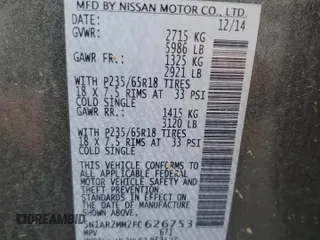 MFD BY NISSAN MOTOR CO., LTD.
DATE: 12/14
GVWR: 2715 KG
5986 LB
GAWR FR.: 1325 KG
2921 LB
WITH P235/65R18 TIRES
18 X 7.5 RIMS AT 33 PSI
COLD SINGLE
GAWR RR.: 1415 KG
3120 LB
WITH P235/65R18 TIRES
18 X 7.5 RIMS AT 33 PSI
COLD SINGLE
THIS VEHICLE CONFORMS TO
ALL APPLICABLE FEDERAL
MOTOR VEHICLE SAFETY
STANDARDS IN EFFECT ON THE
DATE OF MANUFACTURE SHOWN
ABOVE.
5N1AR2MM2FC626753
MPV 671
DREAMBID